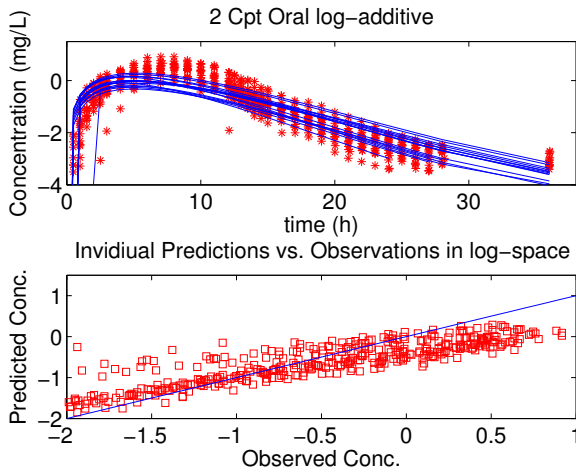 2 Cpt Oral log−additive
Concentration (mg/L)
0
−2
−4
0 10 20 30
time (h)
Invidiual Predictions vs. Observations in log−space
Predicted Conc.
1
0
−1
−2
−2 −1.5 −1 −0.5 0 0.5 1
Observed Conc.